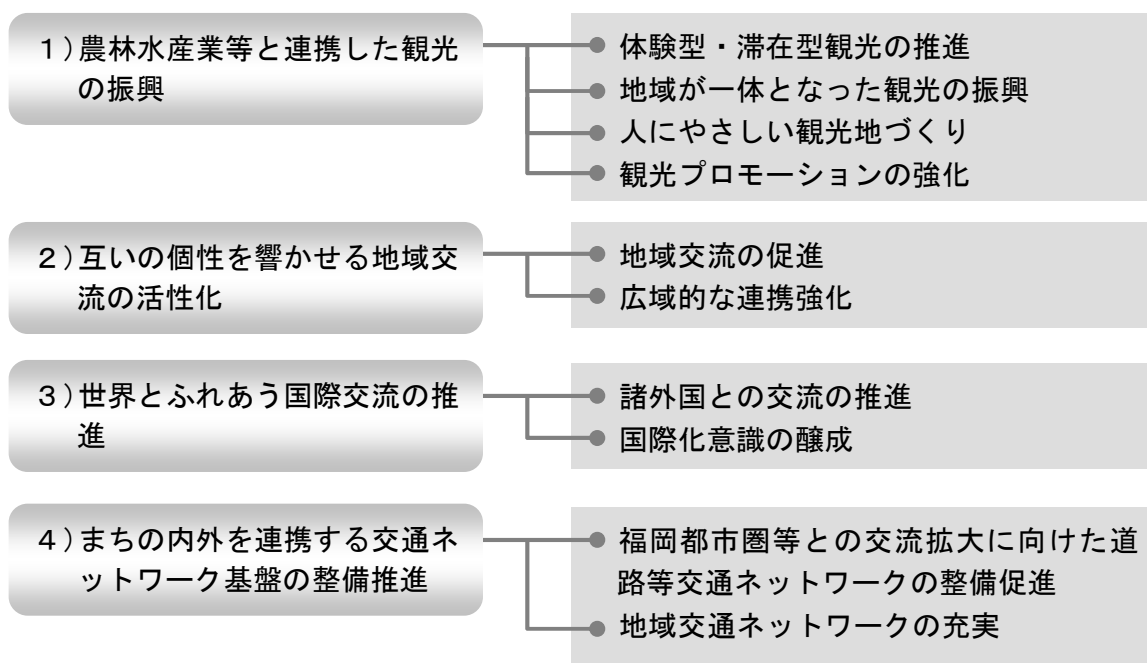 １）農林水産業等と連携した観光
の振興
体験型・滞在型観光の推進
地域が一体となった観光の振興
人にやさしい観光地づくり
観光プロモーションの強化
２）互いの個性を響かせる地域交
流の活性化
地域交流の促進
広域的な連携強化
３）世界とふれあう国際交流の推
進
諸外国との交流の推進
国際化意識の醸成
４）まちの内外を連携する交通ネ
ットワーク基盤の整備推進
福岡都市圏等との交流拡大に向けた道
路等交通ネットワークの整備促進
地域交通ネットワークの充実